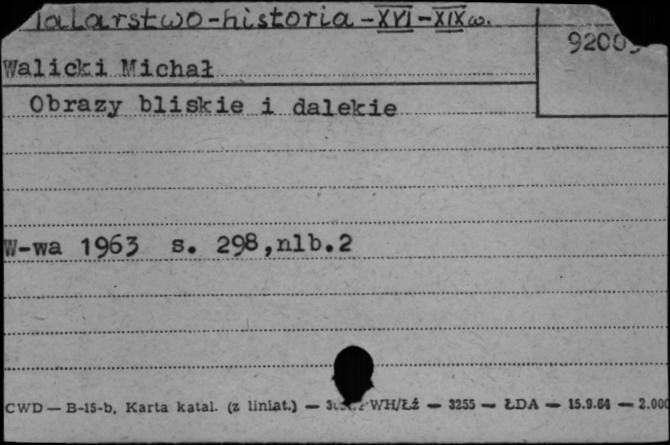 Malarstwo-historia-XVI-XIXw.
9200
Walicki Michał
Obrazy bliskie i dalekie
W-wa 1963 s. 298,nlb.2
CWD — B-15-b, Karta katal. (z liniat.) — WH/Łź — 3255 — ŁDA — 15.9.64 — 2.000